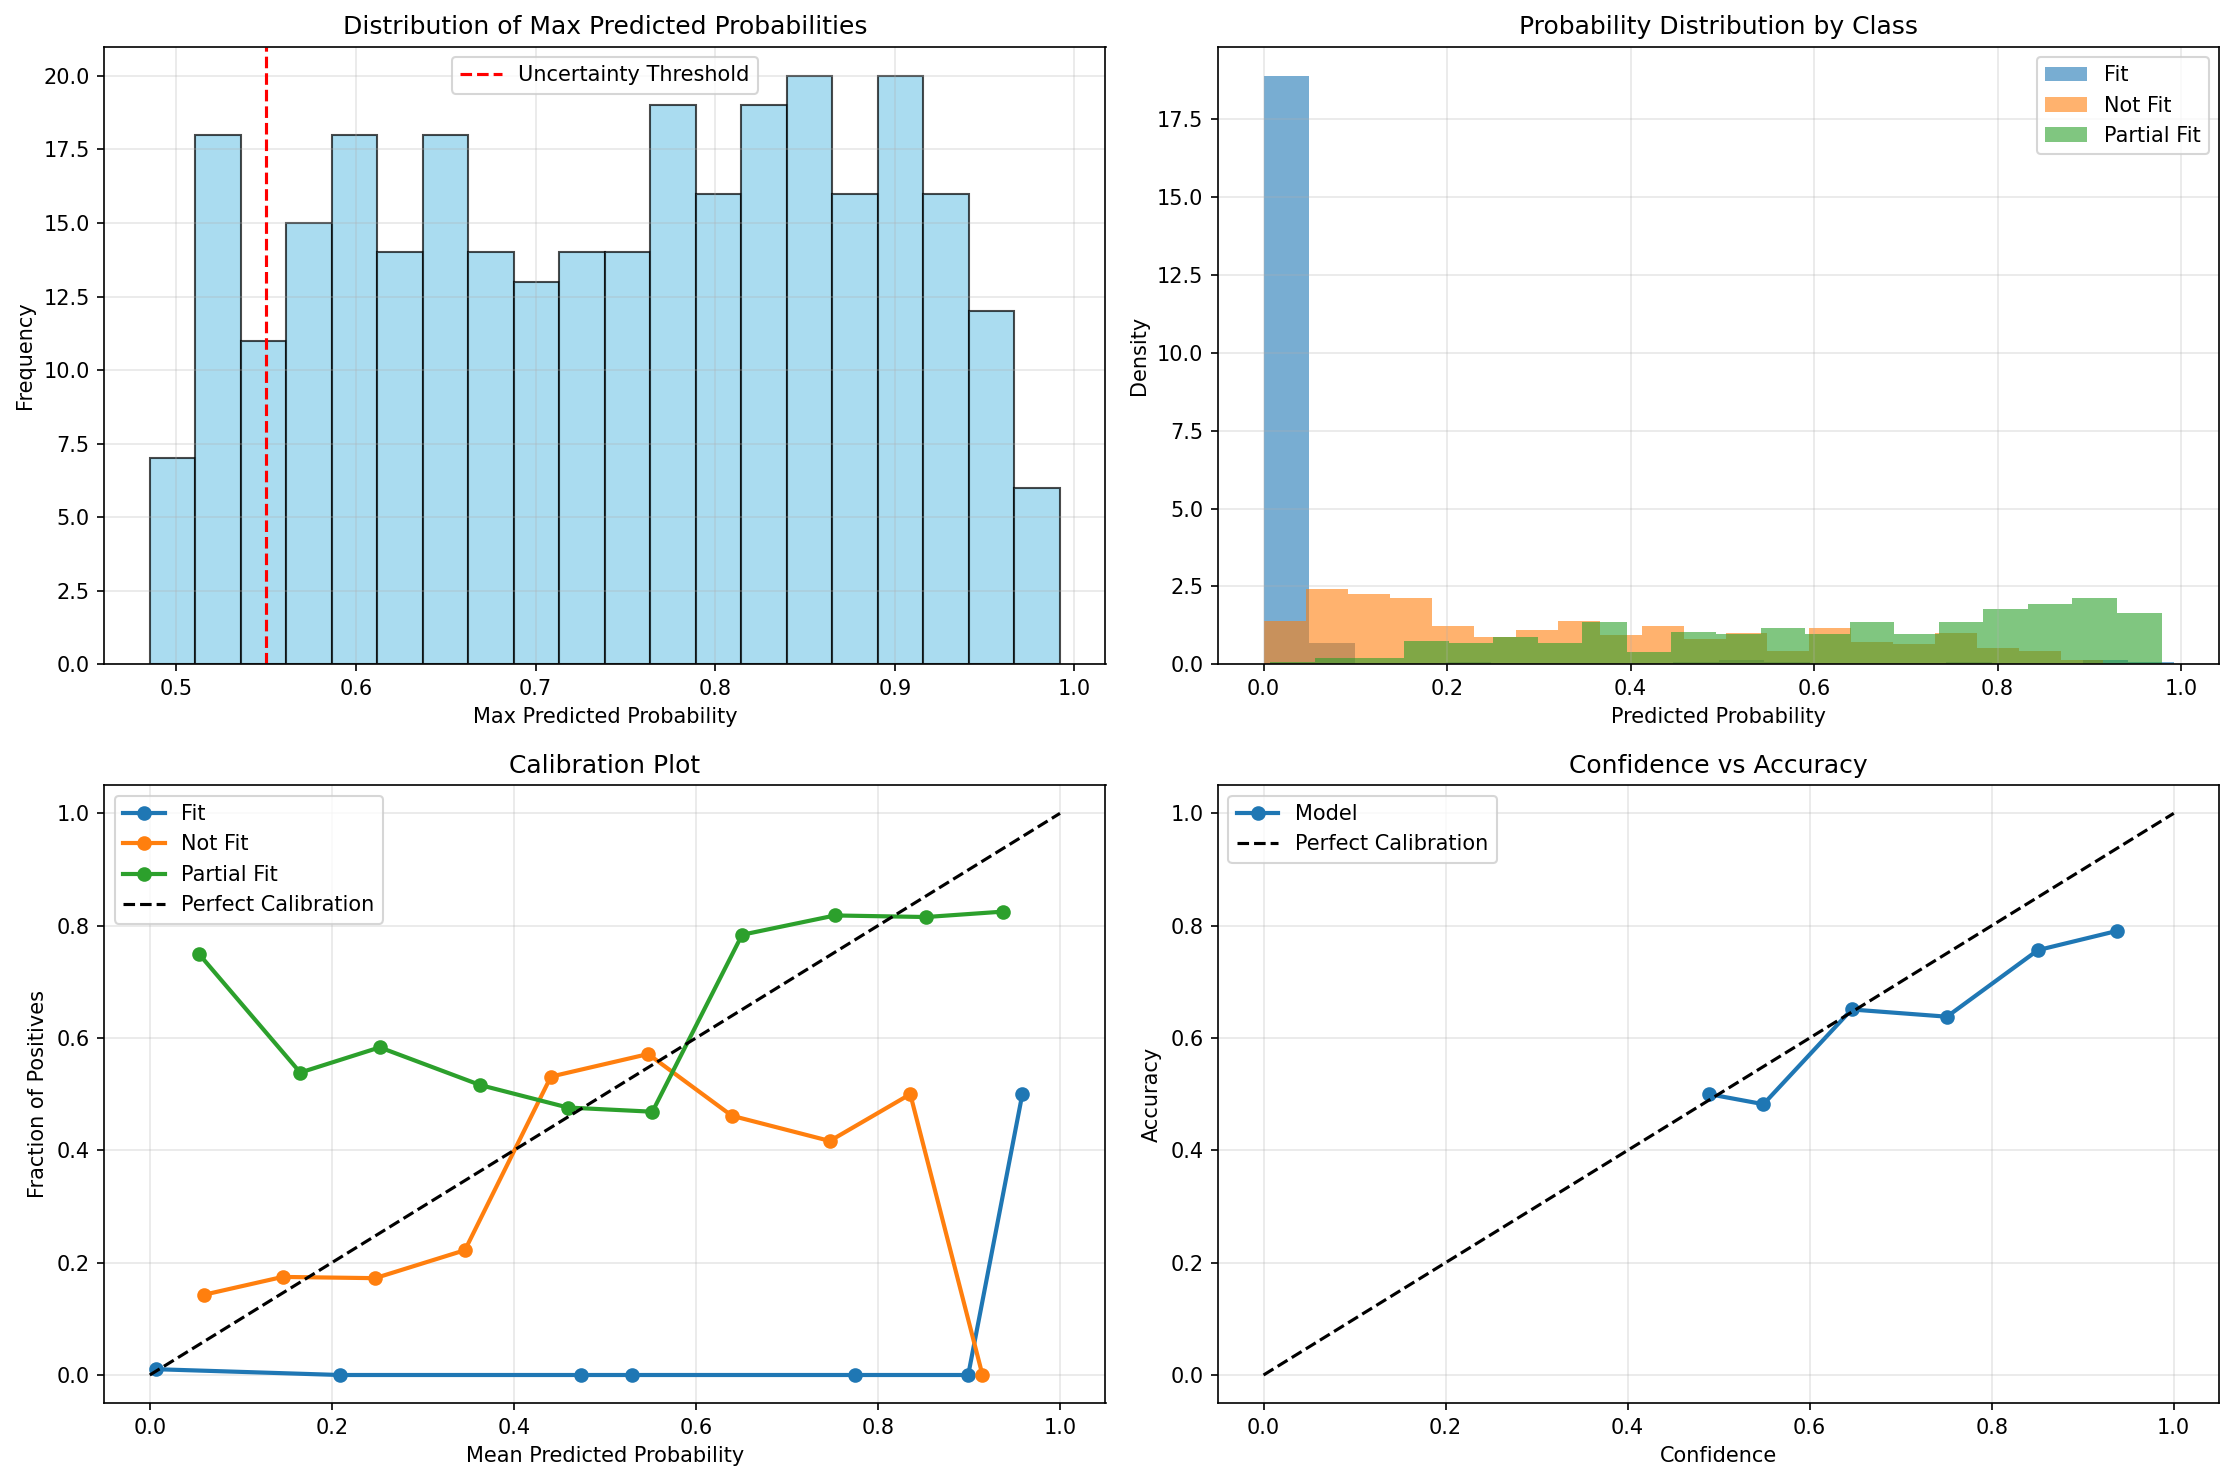 Distribution of Max Predicted Probabilities
Uncertainty Threshold
20.0
17.5
15.0
12.5
10.0
7.5
5.0
2.5
0.0
Frequency
0.5 0.6 0.7 0.8 0.9 1.0
Max Predicted Probability
Probability Distribution by Class
Fit
Not Fit
Partial Fit
17.5
15.0
12.5
10.0
7.5
5.0
2.5
0.0
Density
0.0 0.2 0.4 0.6 0.8 1.0
Predicted Probability
Calibration Plot
Fit
Not Fit
Partial Fit
Perfect Calibration
1.0
0.8
0.6
0.4
0.2
0.0
Fraction of Positives
0.0 0.2 0.4 0.6 0.8 1.0
Mean Predicted Probability
Confidence vs Accuracy
Model
Perfect Calibration
1.0
0.8
0.6
0.4
0.2
0.0
Accuracy
0.0 0.2 0.4 0.6 0.8 1.0
Confidence